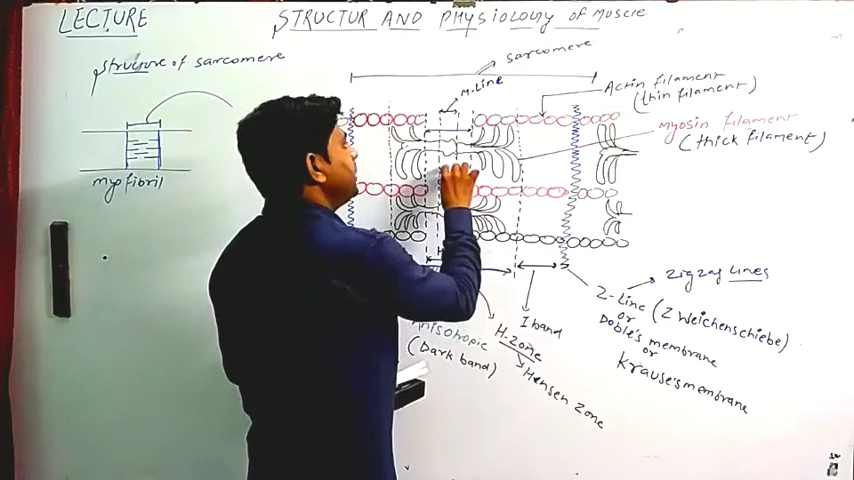 LECTURE
STRUCTUR AND PHysiology of Muscle
structure of sarcomere
sarcomere
M-Line
Actin filament
(thin filament)
myosin filament
(thick filament)
myofibril
zigzag lines
Z-Line (Z Weichenschiebe)
or
Doble's membrane
or
Krause's membrane
I band
H-Zone
Hensen Zone
Anisotropic
(Dark band)